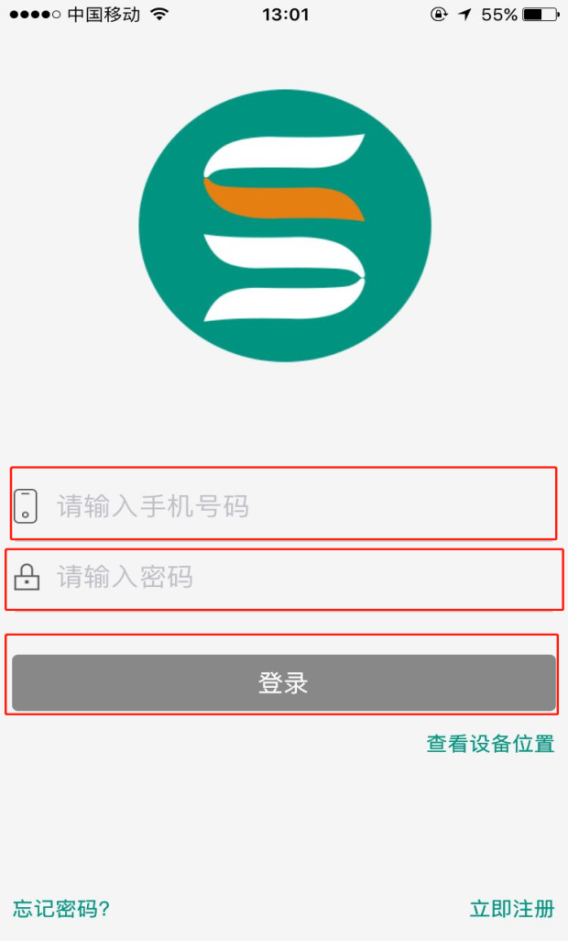 中国移动 13:01 55%
请输入手机号码
请输入密码
登录
查看设备位置
忘记密码? 立即注册